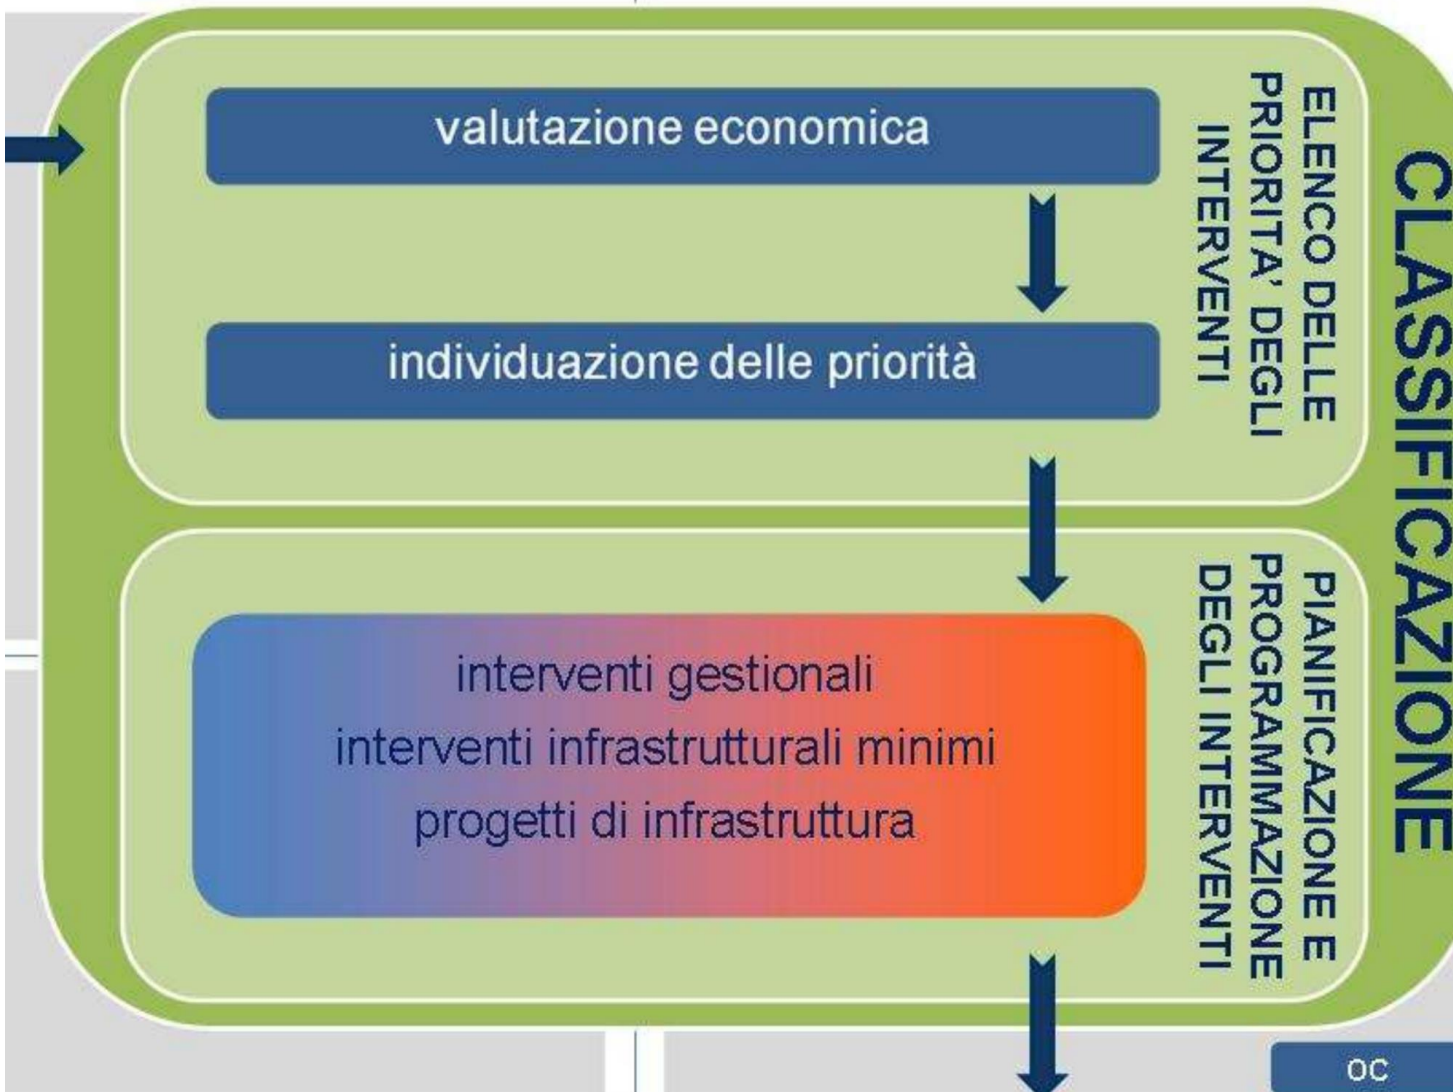 valutazione economica
individuazione delle priorità
ELENCO DELLE
PRIORITA' DEGLI
INTERVENTI
interventi gestionali
interventi infrastrutturali minimi
progetti di infrastruttura
PIANIFICAZIONE E
PROGRAMMAZIONE
DEGLI INTERVENTI
CLASSIFICAZIONE
OC